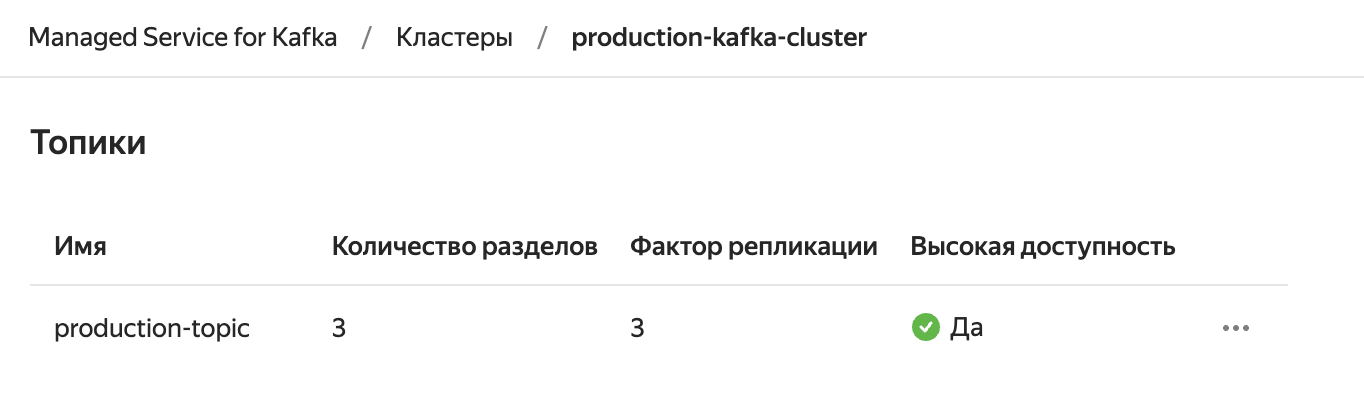 Managed Service for Kafka / Кластеры / production-kafka-cluster
Топики
Имя Количество разделов Фактор репликации Высокая доступность
production-topic 3 3 Да